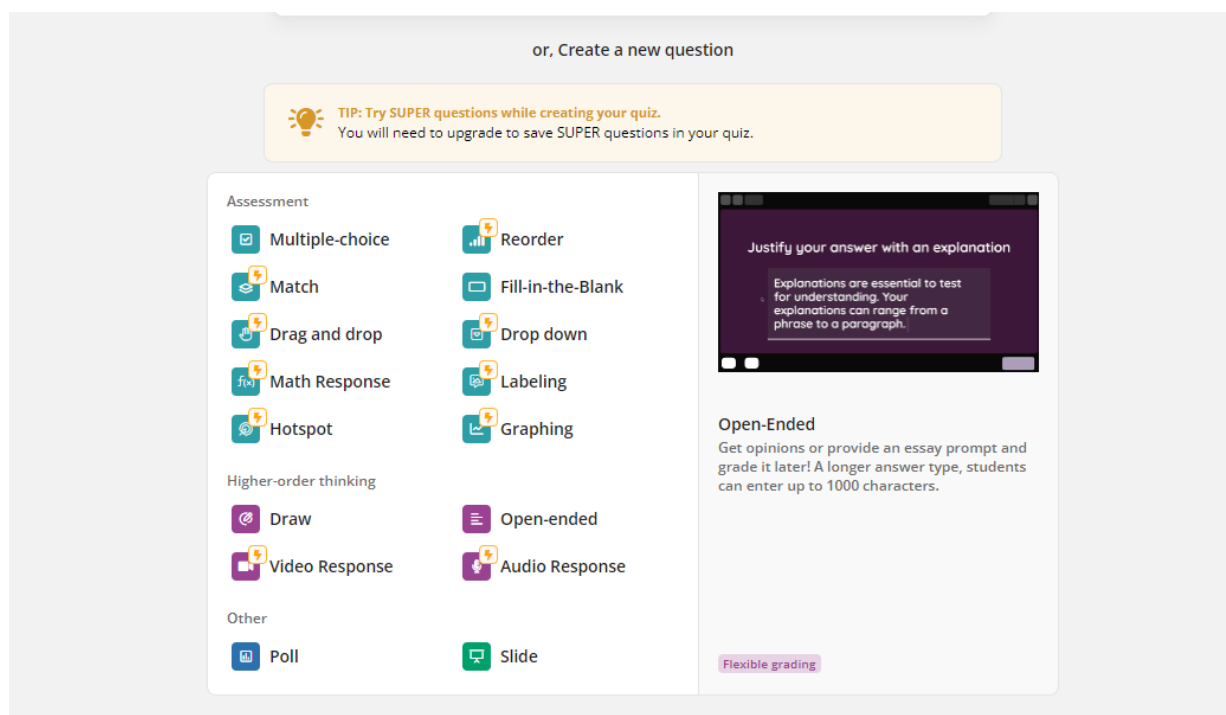 or, Create a new question
TIP: Try SUPER questions while creating your quiz.
You will need to upgrade to save SUPER questions in your quiz.
Assessment
Multiple-choice
Reorder
Match
Fill-in-the-Blank
Drag and drop
Drop down
f(x) Math Response
Labeling
Hotspot
Graphing
Higher-order thinking
Draw
Open-ended
Video Response
Audio Response
Other
Poll
Slide
Justify your answer with an explanation
Explanations are essential to test
for understanding. Your
explanations can range from a
phrase to a paragraph.
Open-Ended
Get opinions or provide an essay prompt and
grade it later! A longer answer type, students
can enter up to 1000 characters.
Flexible grading